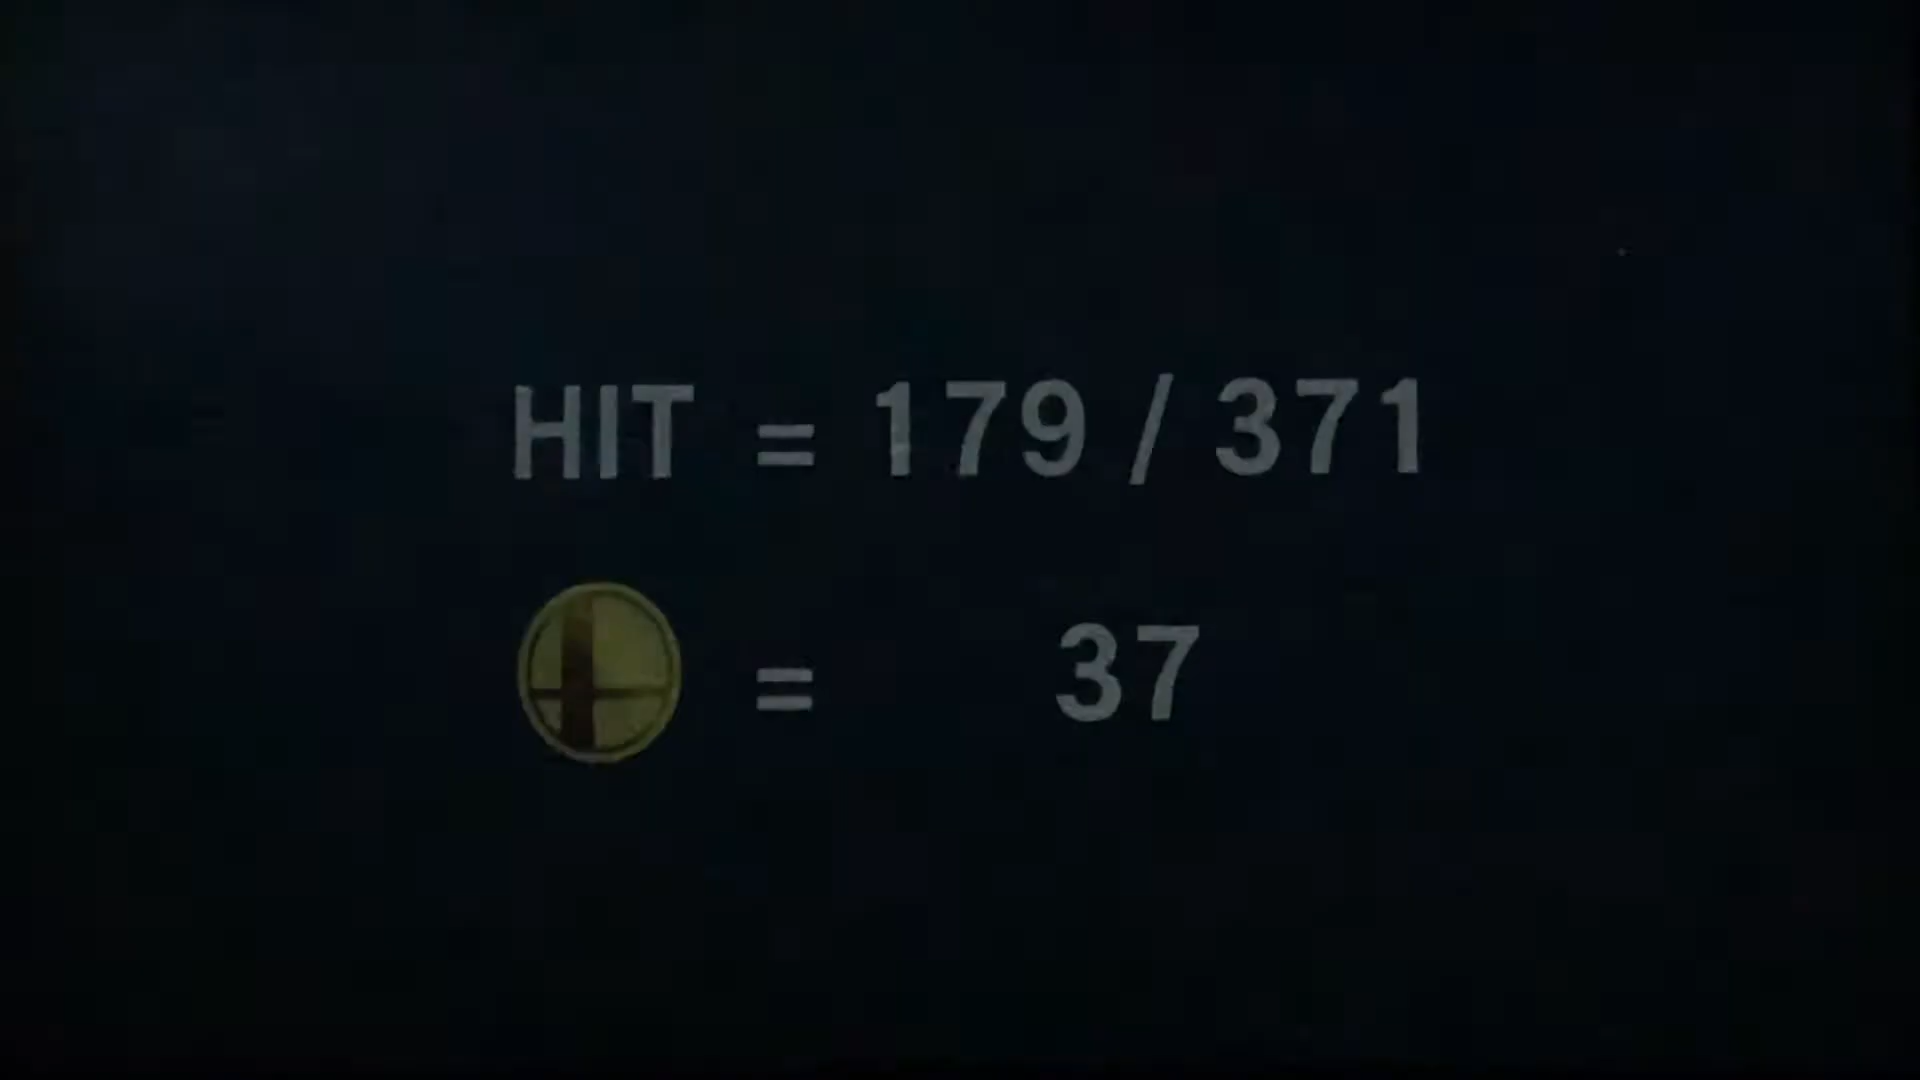 HIT = 179 / 371
= 37